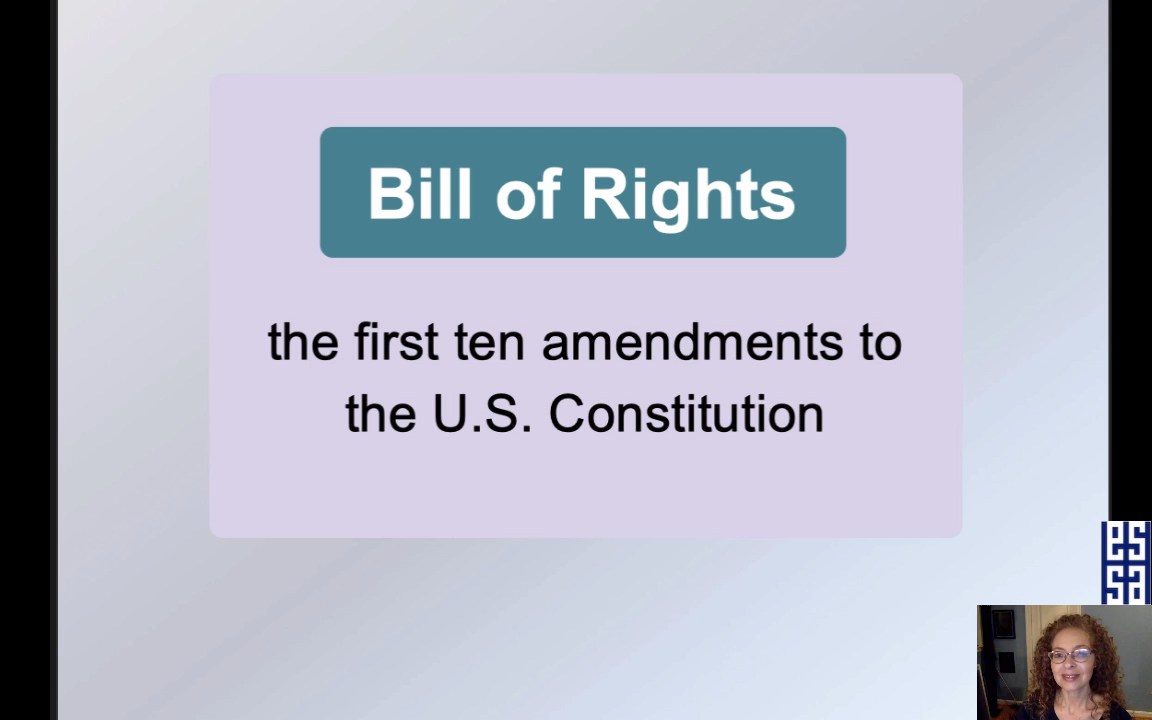 Bill of Rights
the first ten amendments to
the U.S. Constitution